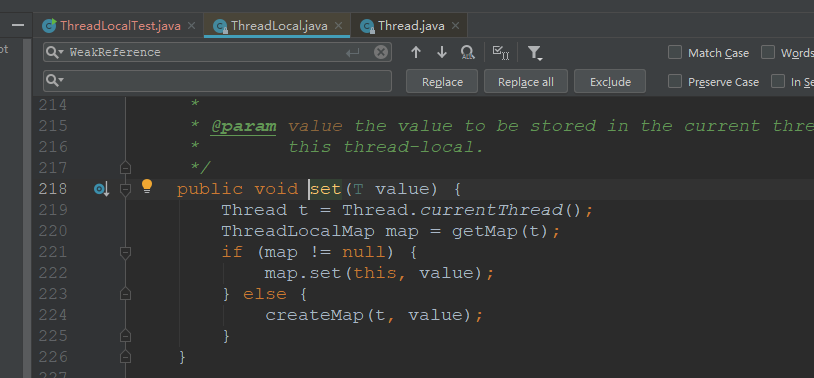 ThreadLocalTest.java ThreadLocal.java Thread.java
ot WeakReference Match Case Words
Replace Replace all Exclude Preserve Case In Se
214 *
215 * @param value the value to be stored in the current thre
216 * this thread-local.
217 */
218 public void set(T value) {
219 Thread t = Thread.currentThread();
220 ThreadLocalMap map = getMap(t);
221 if (map != null) {
222 map.set(this, value);
223 } else {
224 createMap(t, value);
225 }
226 }
227